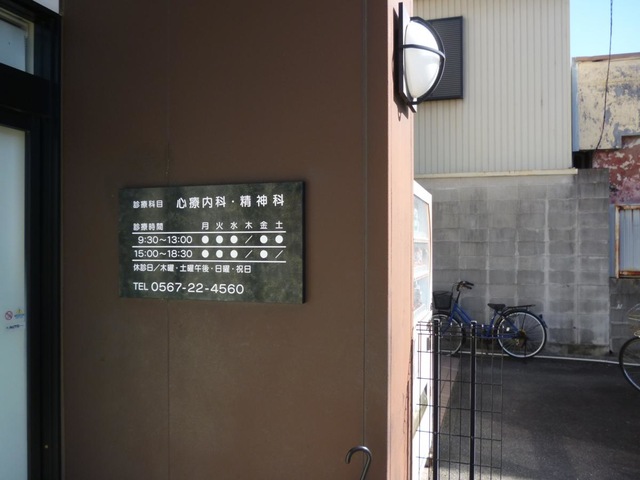 診療科目 心療内科・精神科
診療時間 月 火 水 木 金 土
9:30～13:00 ● ● ● ／ ● ●
15:00～18:30 ● ● ● ／ ● ／
休診日／木曜・土曜午後・日曜・祝日
TEL 0567-22-4560